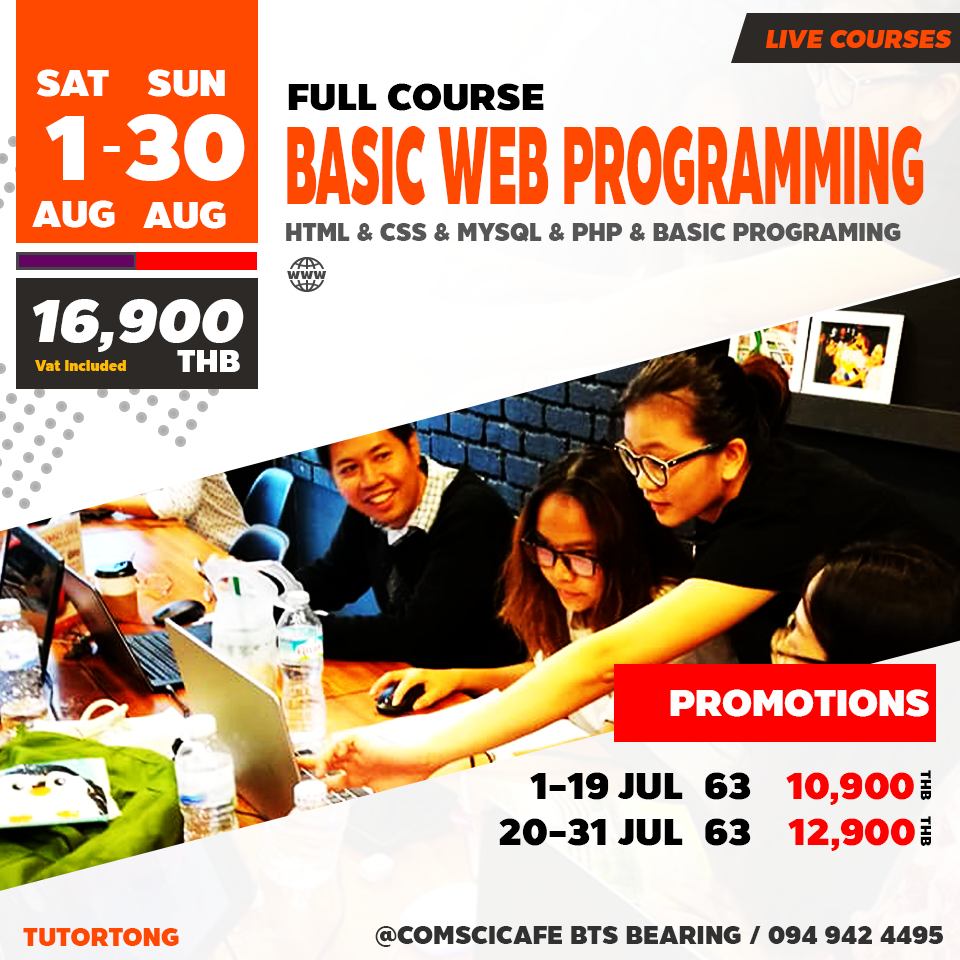 LIVE COURSES
SAT SUN
1-30
AUG AUG
FULL COURSE
BASIC WEB PROGRAMMING
HTML & CSS & MYSQL & PHP & BASIC PROGRAMING
WWW
16,900
Vat Included THB
PROMOTIONS
1-19 JUL 63 10,900 THB
20-31 JUL 63 12,900 THB
TUTORTONG
@COMSCICAFE BTS BEARING / 094 942 4495